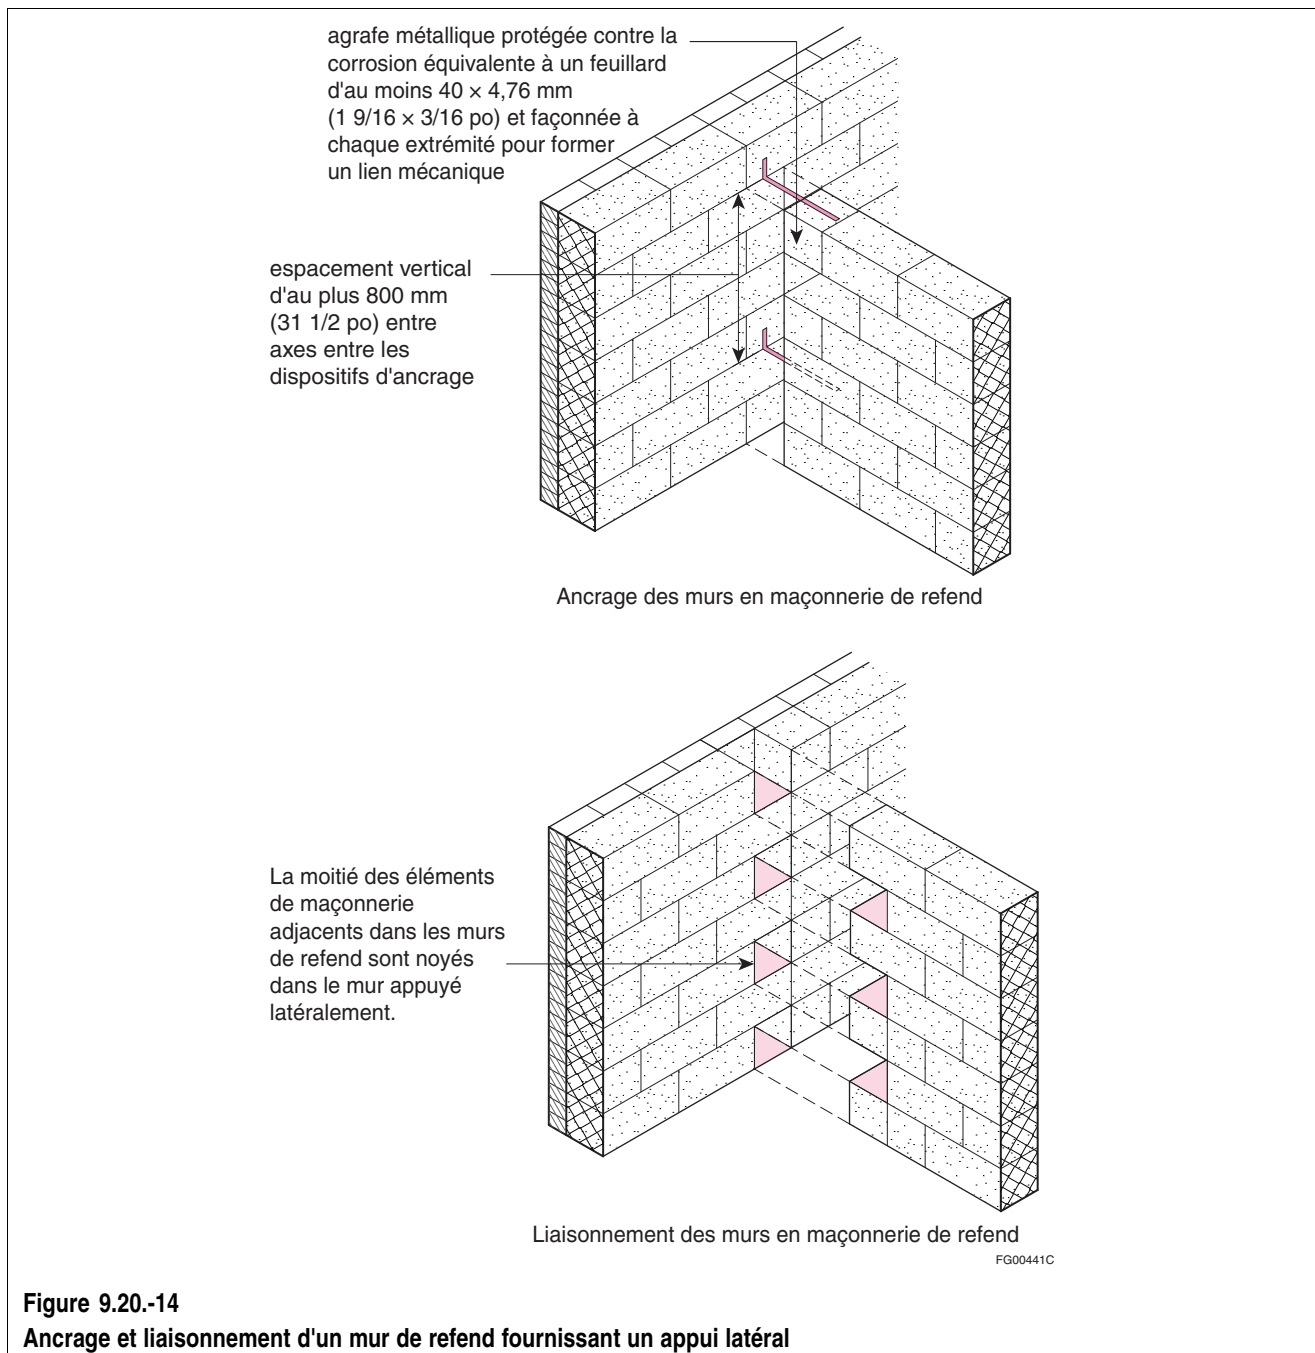 agrafe métallique protégée contre la
corrosion équivalente à un feuillard
d'au moins 40 × 4,76 mm
(1 9/16 × 3/16 po) et façonnée à
chaque extrémité pour former
un lien mécanique
espacement vertical
d'au plus 800 mm
(31 1/2 po) entre
axes entre les
dispositifs d'ancrage
Ancrage des murs en maçonnerie de refend
La moitié des éléments
de maçonnerie
adjacents dans les murs
de refend sont noyés
dans le mur appuyé
latéralement.
Liaisonnement des murs en maçonnerie de refend
FG00441C
Figure 9.20.-14
Ancrage et liaisonnement d'un mur de refend fournissant un appui latéral